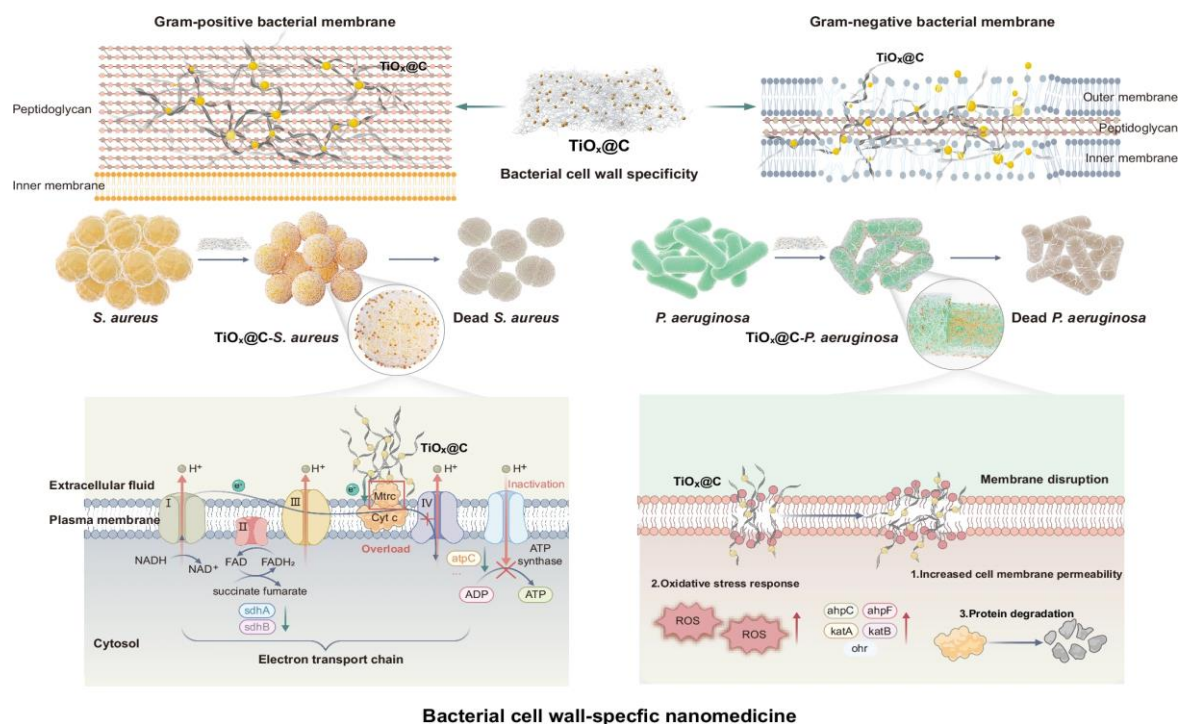 Gram-positive bacterial membrane
TiOₓ@C
Peptidoglycan
Inner membrane
TiOₓ@C
Bacterial cell wall specificity
Gram-negative bacterial membrane
TiOₓ@C
Outer membrane
Peptidoglycan
Inner membrane
S. aureus
TiOₓ@C-S. aureus
Dead S. aureus
P. aeruginosa
TiOₓ@C-P. aeruginosa
Dead P. aeruginosa
TiOₓ@C
H⁺
H⁺
H⁺
H⁺
Extracellular fluid
e⁻
e⁻
Inactivation
I
III
Mtrc
IV
Plasma membrane
II
Cyt c
Overload
NADH
NAD⁺
FAD
FADH₂
succinate fumarate
sdhA
sdhB
atpC
...
ATP
synthase
ADP
ATP
Cytosol
Electron transport chain
TiOₓ@C
Membrane disruption
1.Increased cell membrane permeability
2.Oxidative stress response
ROS
ROS
ahpC
ahpF
katA
katB
ohr
3.Protein degradation
Bacterial cell wall-specfic nanomedicine